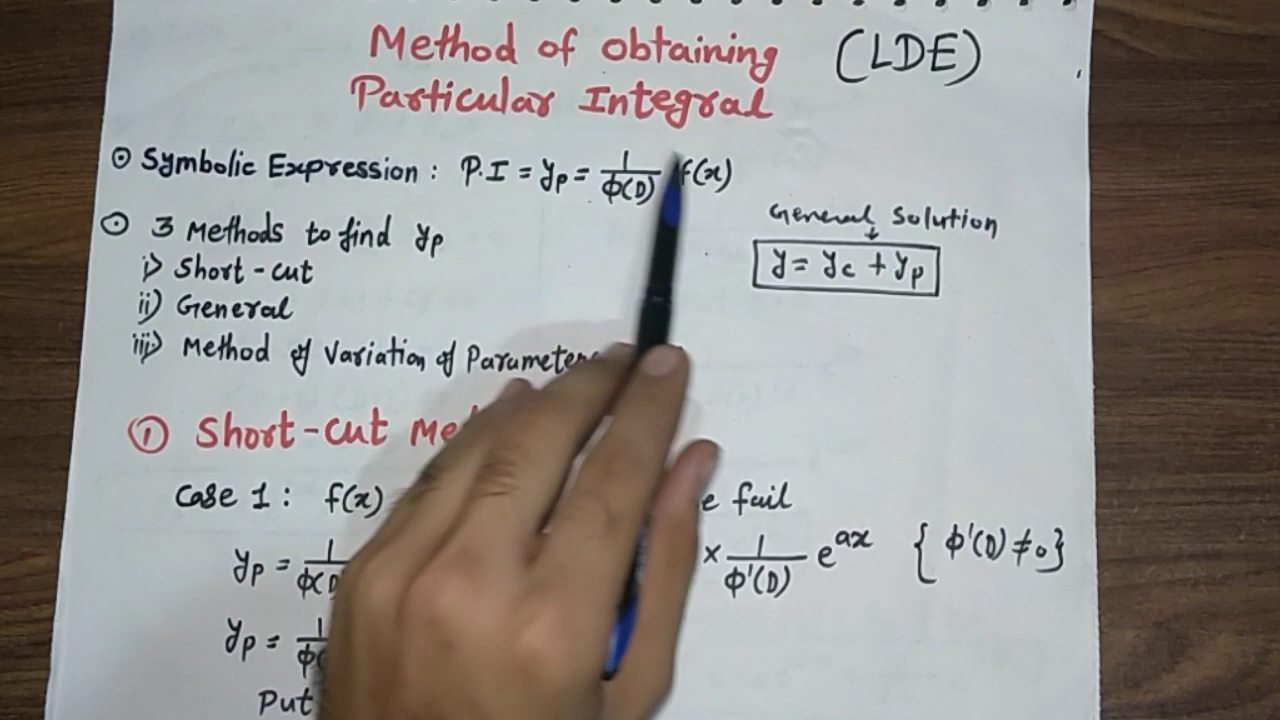 Method of obtaining (LDE)
Particular Integral
⊙ Symbolic Expression : P.I = yp = 1/ϕ(D) f(x)
⊙ 3 Methods to find yp
General Solution
↓
i) Short-cut
y = yc + yp
ii) General
iii) Method of Variation of
① Short-cut
Case 1 : f(x) fail
yp = 1/ × 1/ϕ'(D) e^ax { ϕ'(D) ≠ 0 }
yp = 1/
Put